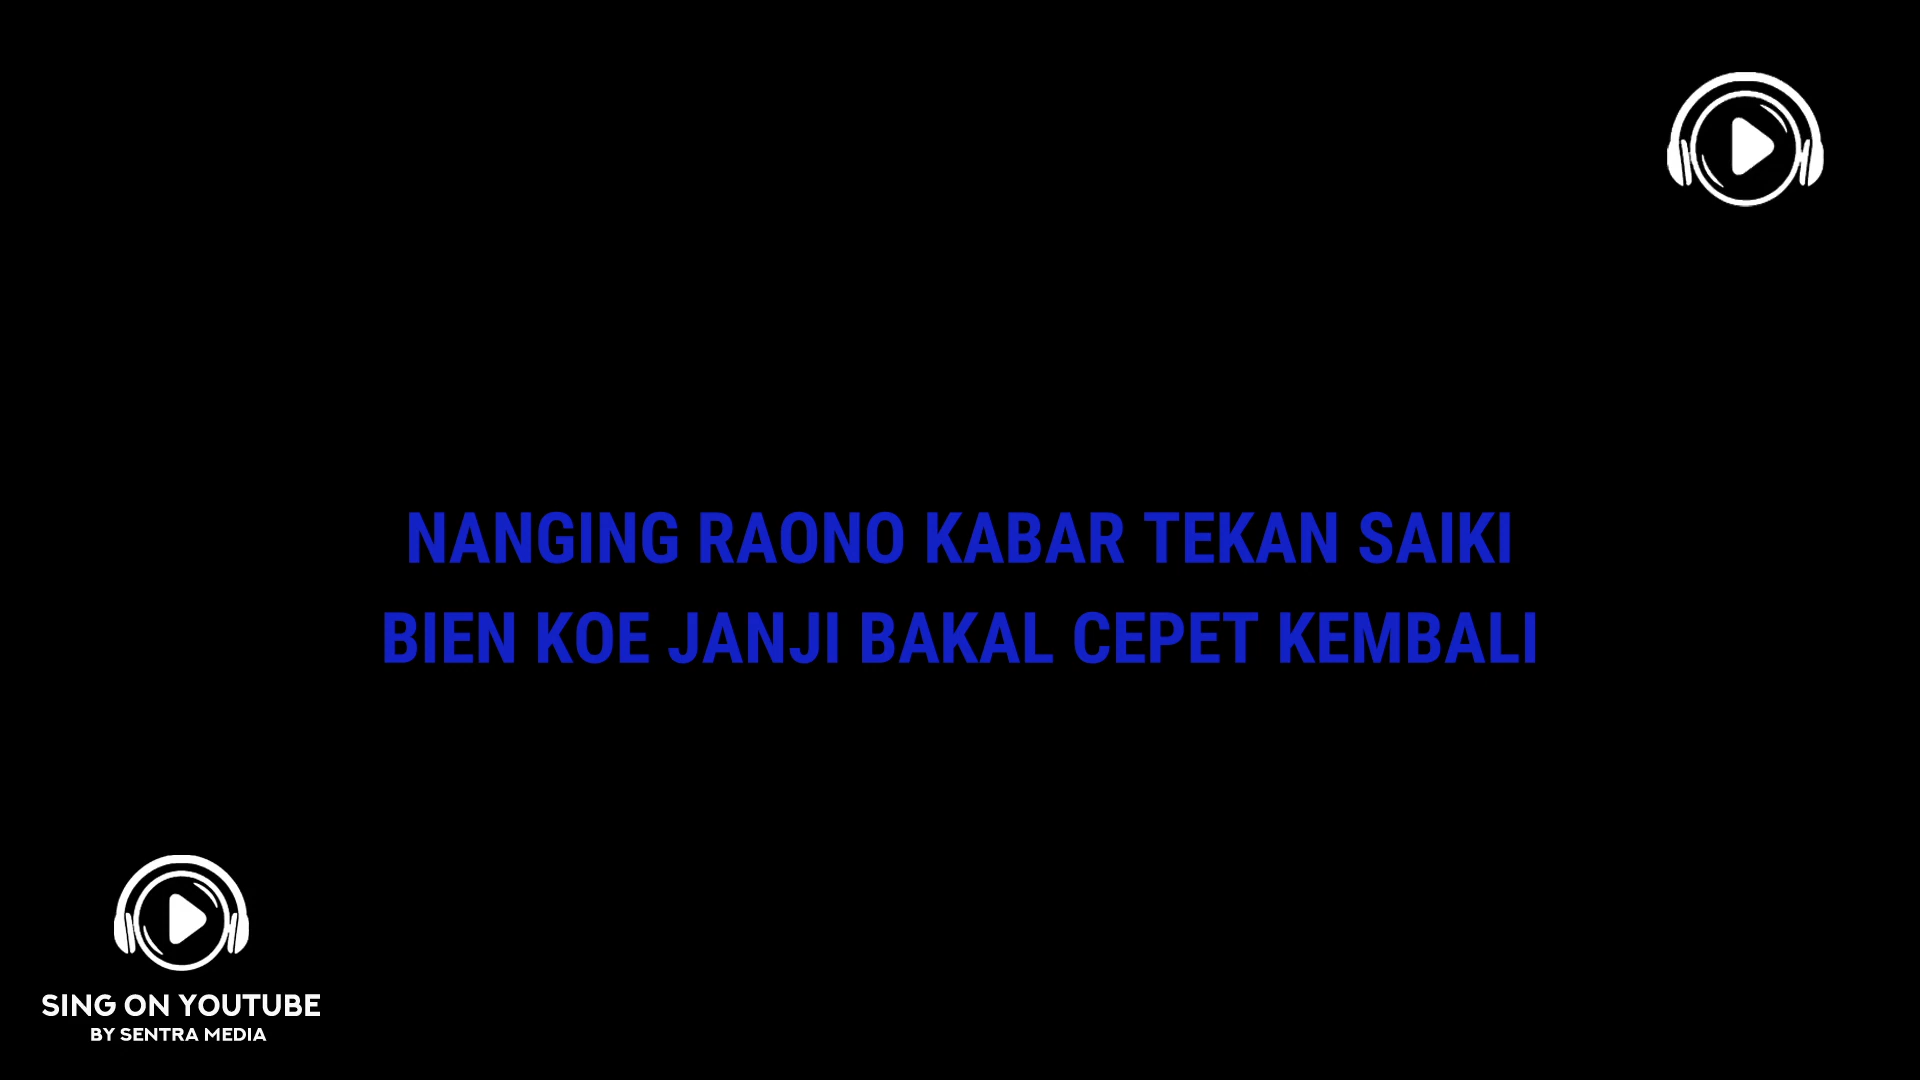 NANGING RAONO KABAR TEKAN SAIKI
BIEN KOE JANJI BAKAL CEPET KEMBALI
SING ON YOUTUBE
BY SENTRA MEDIA